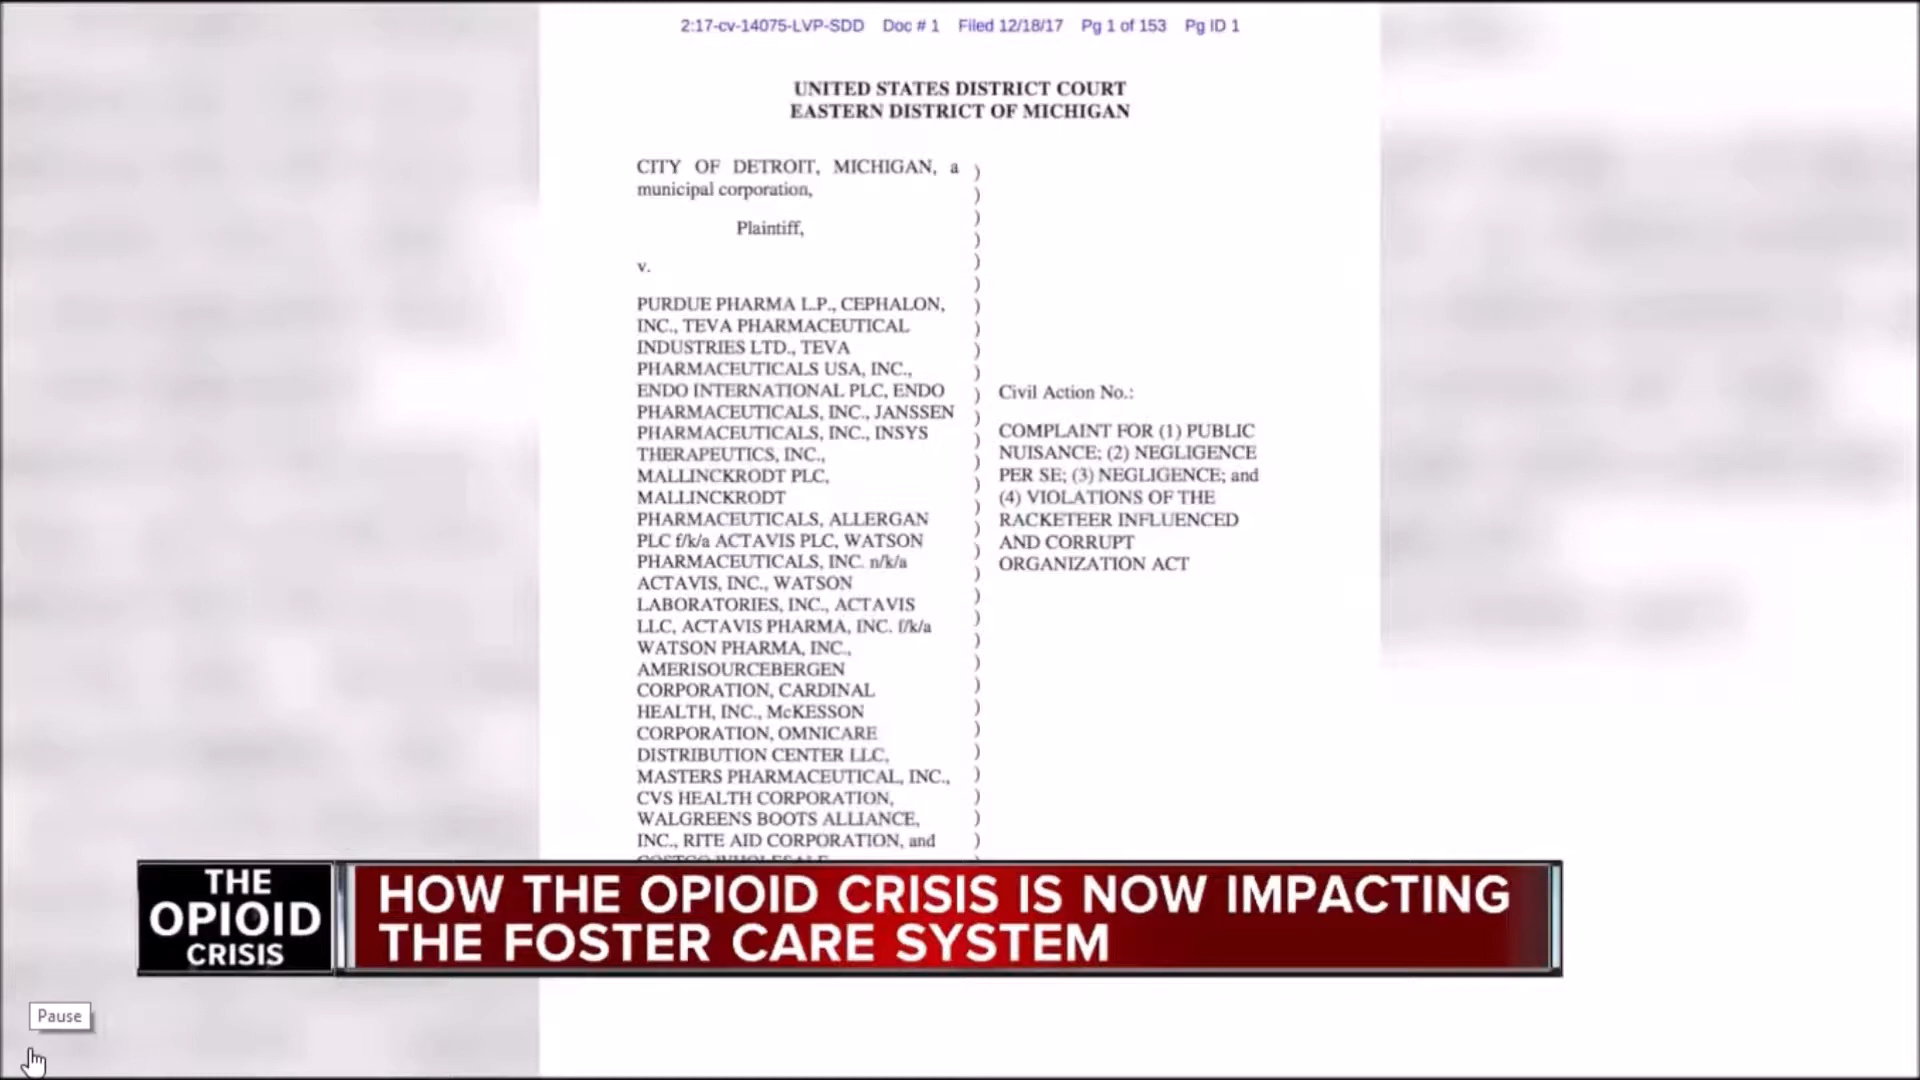 2:17-cv-14075-LVP-SDD Doc # 1 Filed 12/18/17 Pg 1 of 153 Pg ID 1
UNITED STATES DISTRICT COURT
EASTERN DISTRICT OF MICHIGAN
CITY OF DETROIT, MICHIGAN, a
municipal corporation,
Plaintiff,
v.
PURDUE PHARMA L.P., CEPHALON,
INC., TEVA PHARMACEUTICAL
INDUSTRIES LTD., TEVA
PHARMACEUTICALS USA, INC.,
ENDO INTERNATIONAL PLC, ENDO
PHARMACEUTICALS, INC., JANSSEN
PHARMACEUTICALS, INC., INSYS
THERAPEUTICS, INC.,
MALLINCKRODT PLC,
MALLINCKRODT
PHARMACEUTICALS, ALLERGAN
PLC f/k/a ACTAVIS PLC, WATSON
PHARMACEUTICALS, INC. n/k/a
ACTAVIS, INC., WATSON
LABORATORIES, INC., ACTAVIS
LLC, ACTAVIS PHARMA, INC. f/k/a
WATSON PHARMA, INC.,
AMERISOURCEBERGEN
CORPORATION, CARDINAL
HEALTH, INC., McKESSON
CORPORATION, OMNICARE
DISTRIBUTION CENTER LLC,
MASTERS PHARMACEUTICAL, INC.,
CVS HEALTH CORPORATION,
WALGREENS BOOTS ALLIANCE,
INC., RITE AID CORPORATION, and
Civil Action No.:
COMPLAINT FOR (1) PUBLIC
NUISANCE; (2) NEGLIGENCE
PER SE; (3) NEGLIGENCE; and
(4) VIOLATIONS OF THE
RACKETEER INFLUENCED
AND CORRUPT
ORGANIZATION ACT
THE
OPIOID
CRISIS
HOW THE OPIOID CRISIS IS NOW IMPACTING
THE FOSTER CARE SYSTEM
Pause